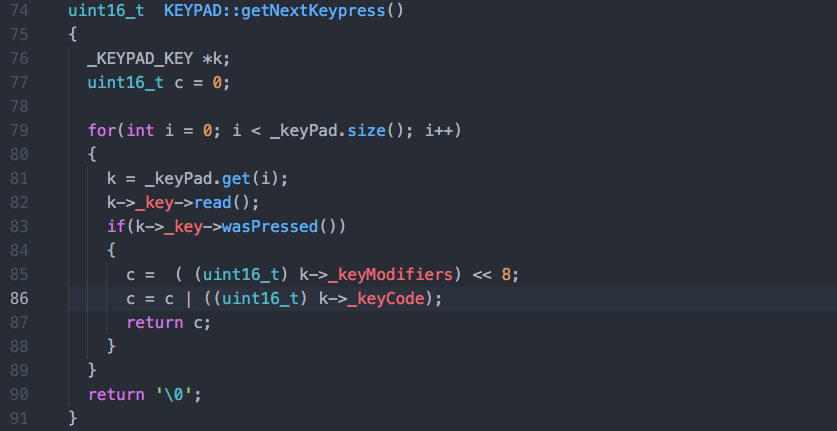 74 uint16_t  KEYPAD::getNextKeypress()
75 {
76   _KEYPAD_KEY *k;
77   uint16_t c = 0;
78
79   for(int i = 0; i < _keyPad.size(); i++)
80   {
81     k = _keyPad.get(i);
82     k->_key->read();
83     if(k->_key->wasPressed())
84     {
85       c =  ( (uint16_t) k->_keyModifiers) << 8;
86       c = c | ((uint16_t) k->_keyCode);
87       return c;
88     }
89   }
90   return '\0';
91 }